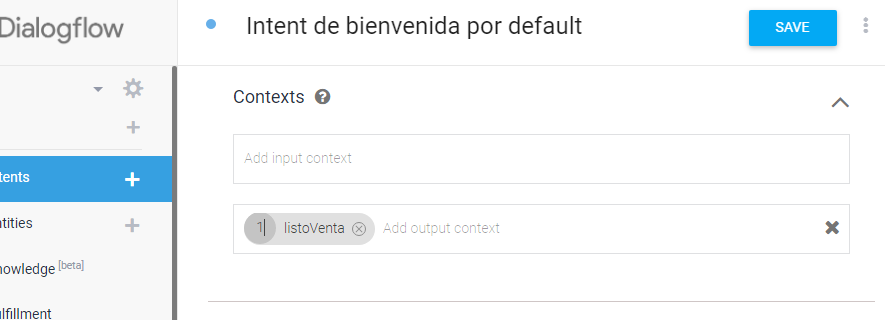 Dialogflow
Intent de bienvenida por default
SAVE
Contexts ?
Add input context
tents
1 listoVenta Add output context
ntities
nowledge [beta]
lfillment